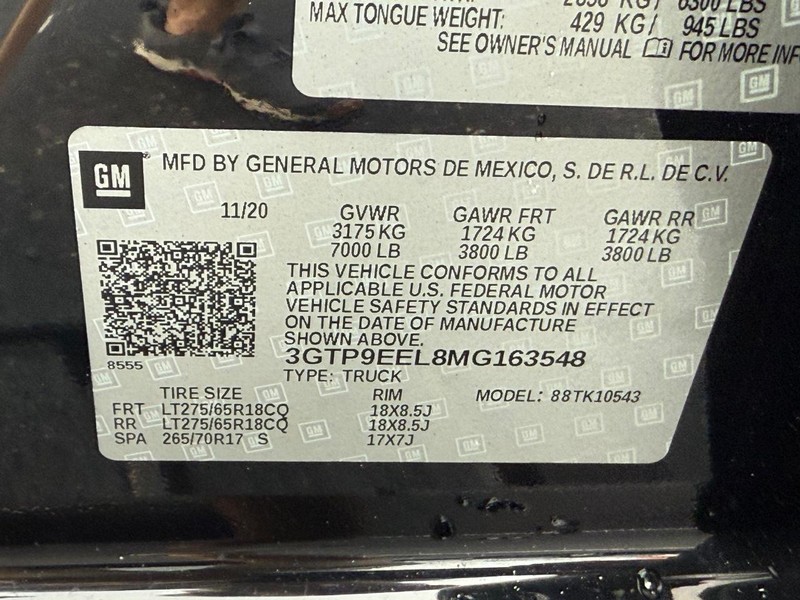 6300 LBS
MAX TONGUE WEIGHT: 429 KG/ 945 LBS
SEE OWNER'S MANUAL FOR MORE INF
GM MFD BY GENERAL MOTORS DE MEXICO, S. DE R.L. DE C.V.
11/20 GVWR GAWR FRT GAWR RR
3175 KG 1724 KG 1724 KG
7000 LB 3800 LB 3800 LB
THIS VEHICLE CONFORMS TO ALL
APPLICABLE U.S. FEDERAL MOTOR
VEHICLE SAFETY STANDARDS IN EFFECT
ON THE DATE OF MANUFACTURE
SHOWN ABOVE.
3GTP9EEL8MG163548
8555
TYPE: TRUCK
TIRE SIZE RIM MODEL: 88TK10543
FRT LT275/65R18CQ 18X8.5J
RR LT275/65R18CQ 18X8.5J
SPA 265/70R17 S 17X7J